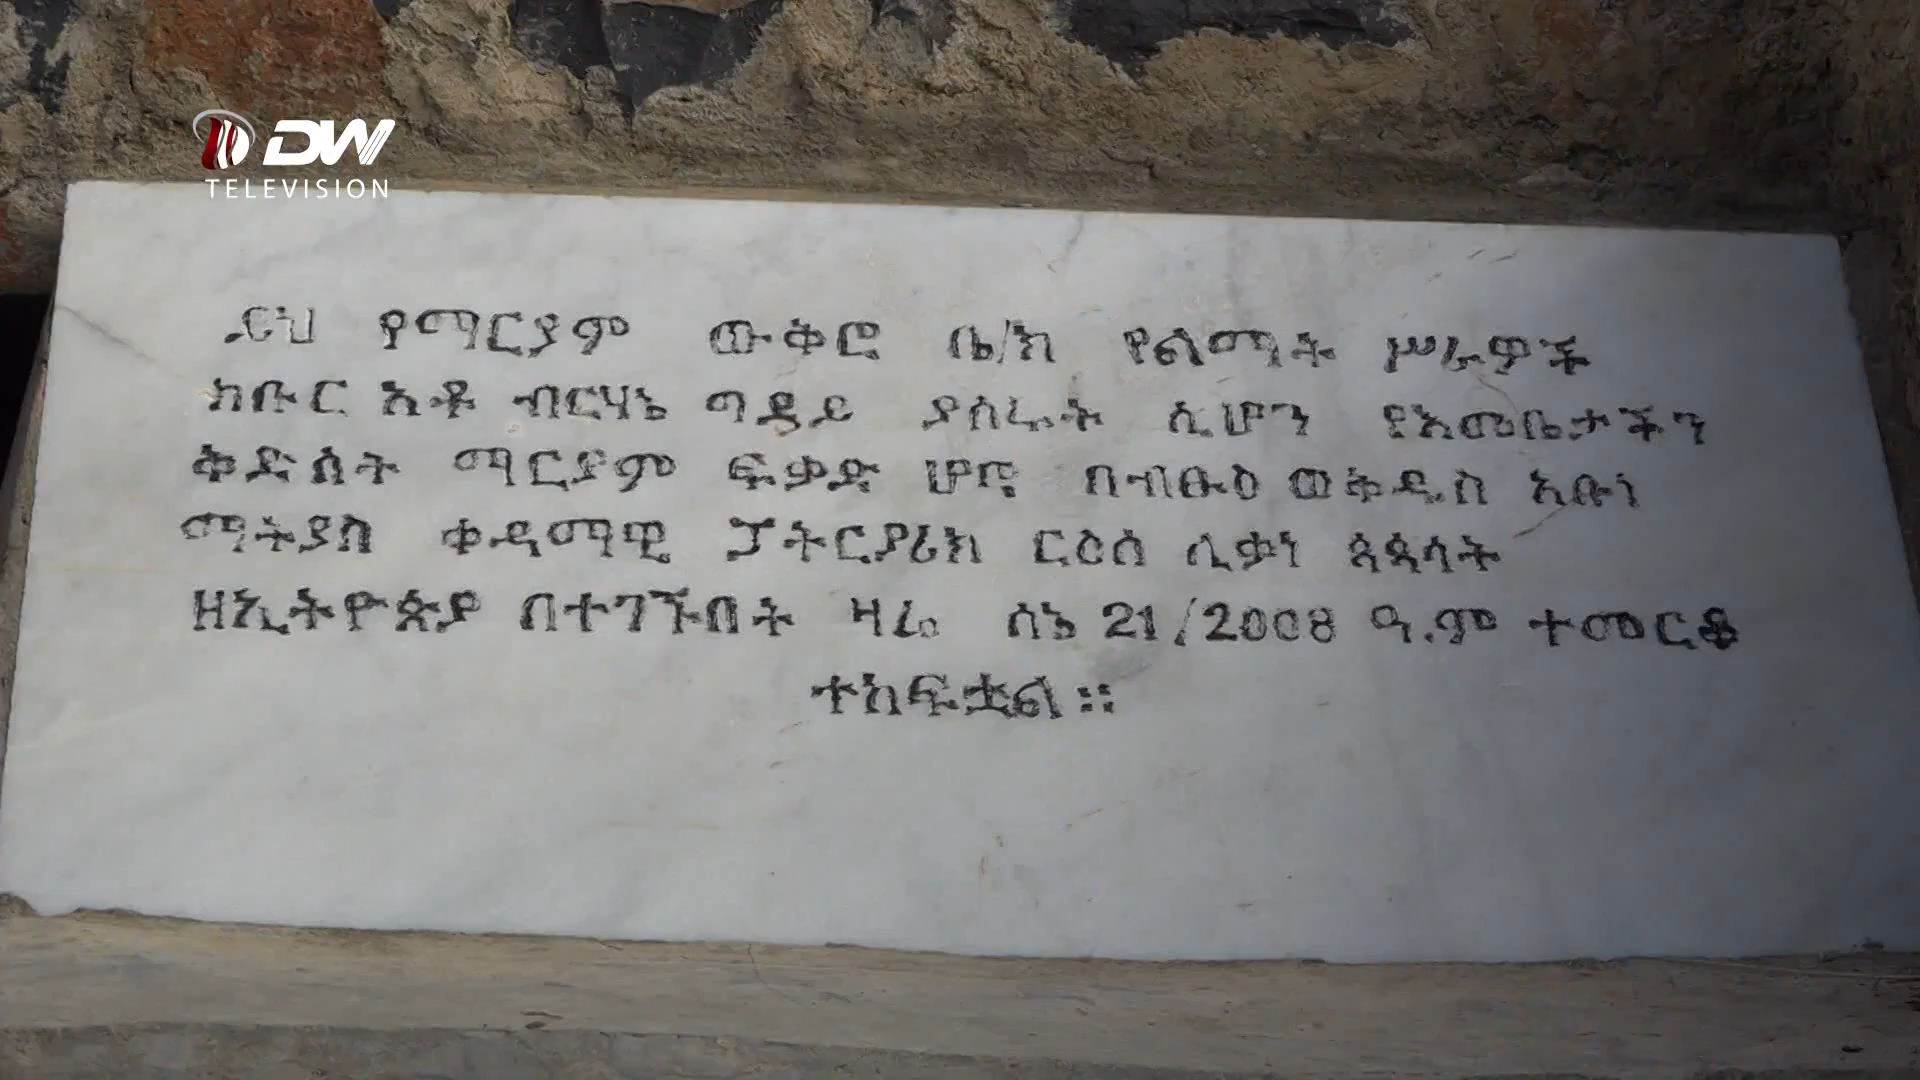 DW
TELEVISION
ይህ የማርያም ውቅሮ ቤ/ክ የልማት ሥራዎች
ክቡር አቶ ብርሃኔ ግዳይ ያሰሩት ሲሆን የእመቤታችን
ቅድስት ማርያም ፍቃድ ሆኖ በብፁዕ ወቅዱስ አቡነ
ማትያስ ቀዳማዊ ፓትርያሪክ ርዕሰ ሊቃነ ጳጳሳት
ዘኢትዮጵያ በተገኙበት ዛሬ ሰኔ 21/2008 ዓ.ም ተመርቆ
ተከፍቷል ።።